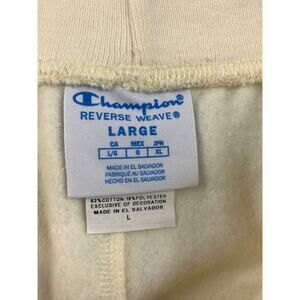 Champion
REVERSE WEAVE®
LARGE
CA MEX JPN
L/G G XL
MADE IN EL SALVADOR
FABRIQUÉ AU EL SALVADOR
HECHO EN EL SALVADOR
82%COTTON/18%POLYESTER
EXCLUSIVE OF DECORATION
MADE IN EL SALVADOR
L